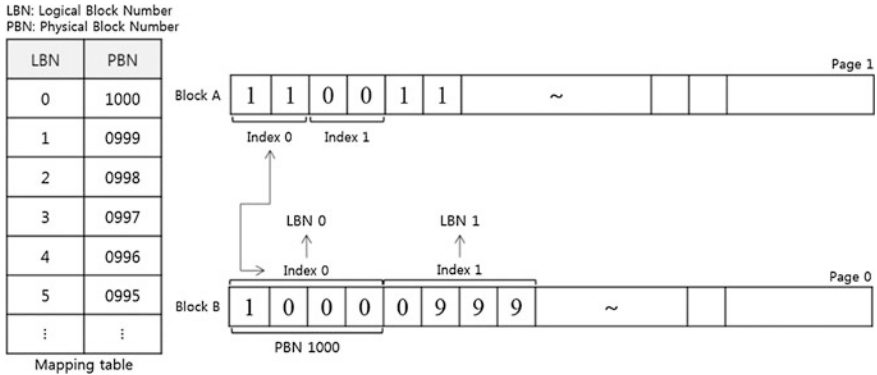 LBN: Logical Block Number
PBN: Physical Block Number
LBN PBN
0 1000
1 0999
2 0998
3 0997
4 0996
5 0995
⋮ ⋮
Mapping table
Page 1
Block A 1 1 0 0 1 1 ~
Index 0 Index 1
LBN 0 LBN 1
Index 0 Index 1
Page 0
Block B 1 0 0 0 0 9 9 9 ~
PBN 1000